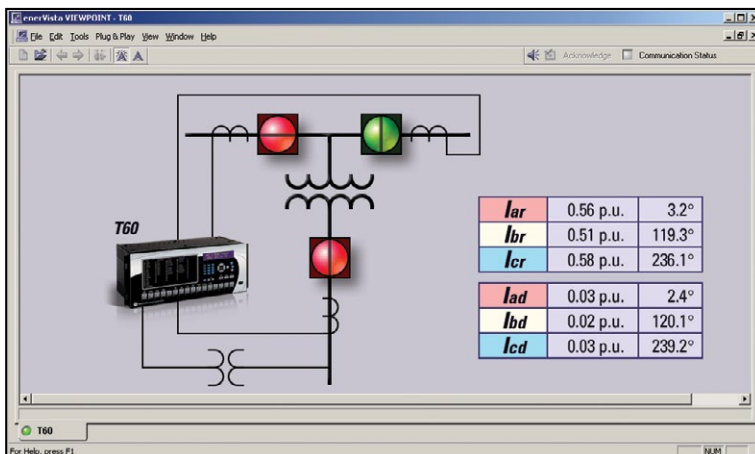 enerVista VIEWPOINT - T60
File Edit Tools Plug & Play View Window Help
Acknowledge Communication Status
T60
Iar 0.56 p.u. 3.2°
Ibr 0.51 p.u. 119.3°
Icr 0.58 p.u. 236.1°
Iad 0.03 p.u. 2.4°
Ibd 0.02 p.u. 120.1°
Icd 0.03 p.u. 239.2°
T60
For Help, press F1 NUM